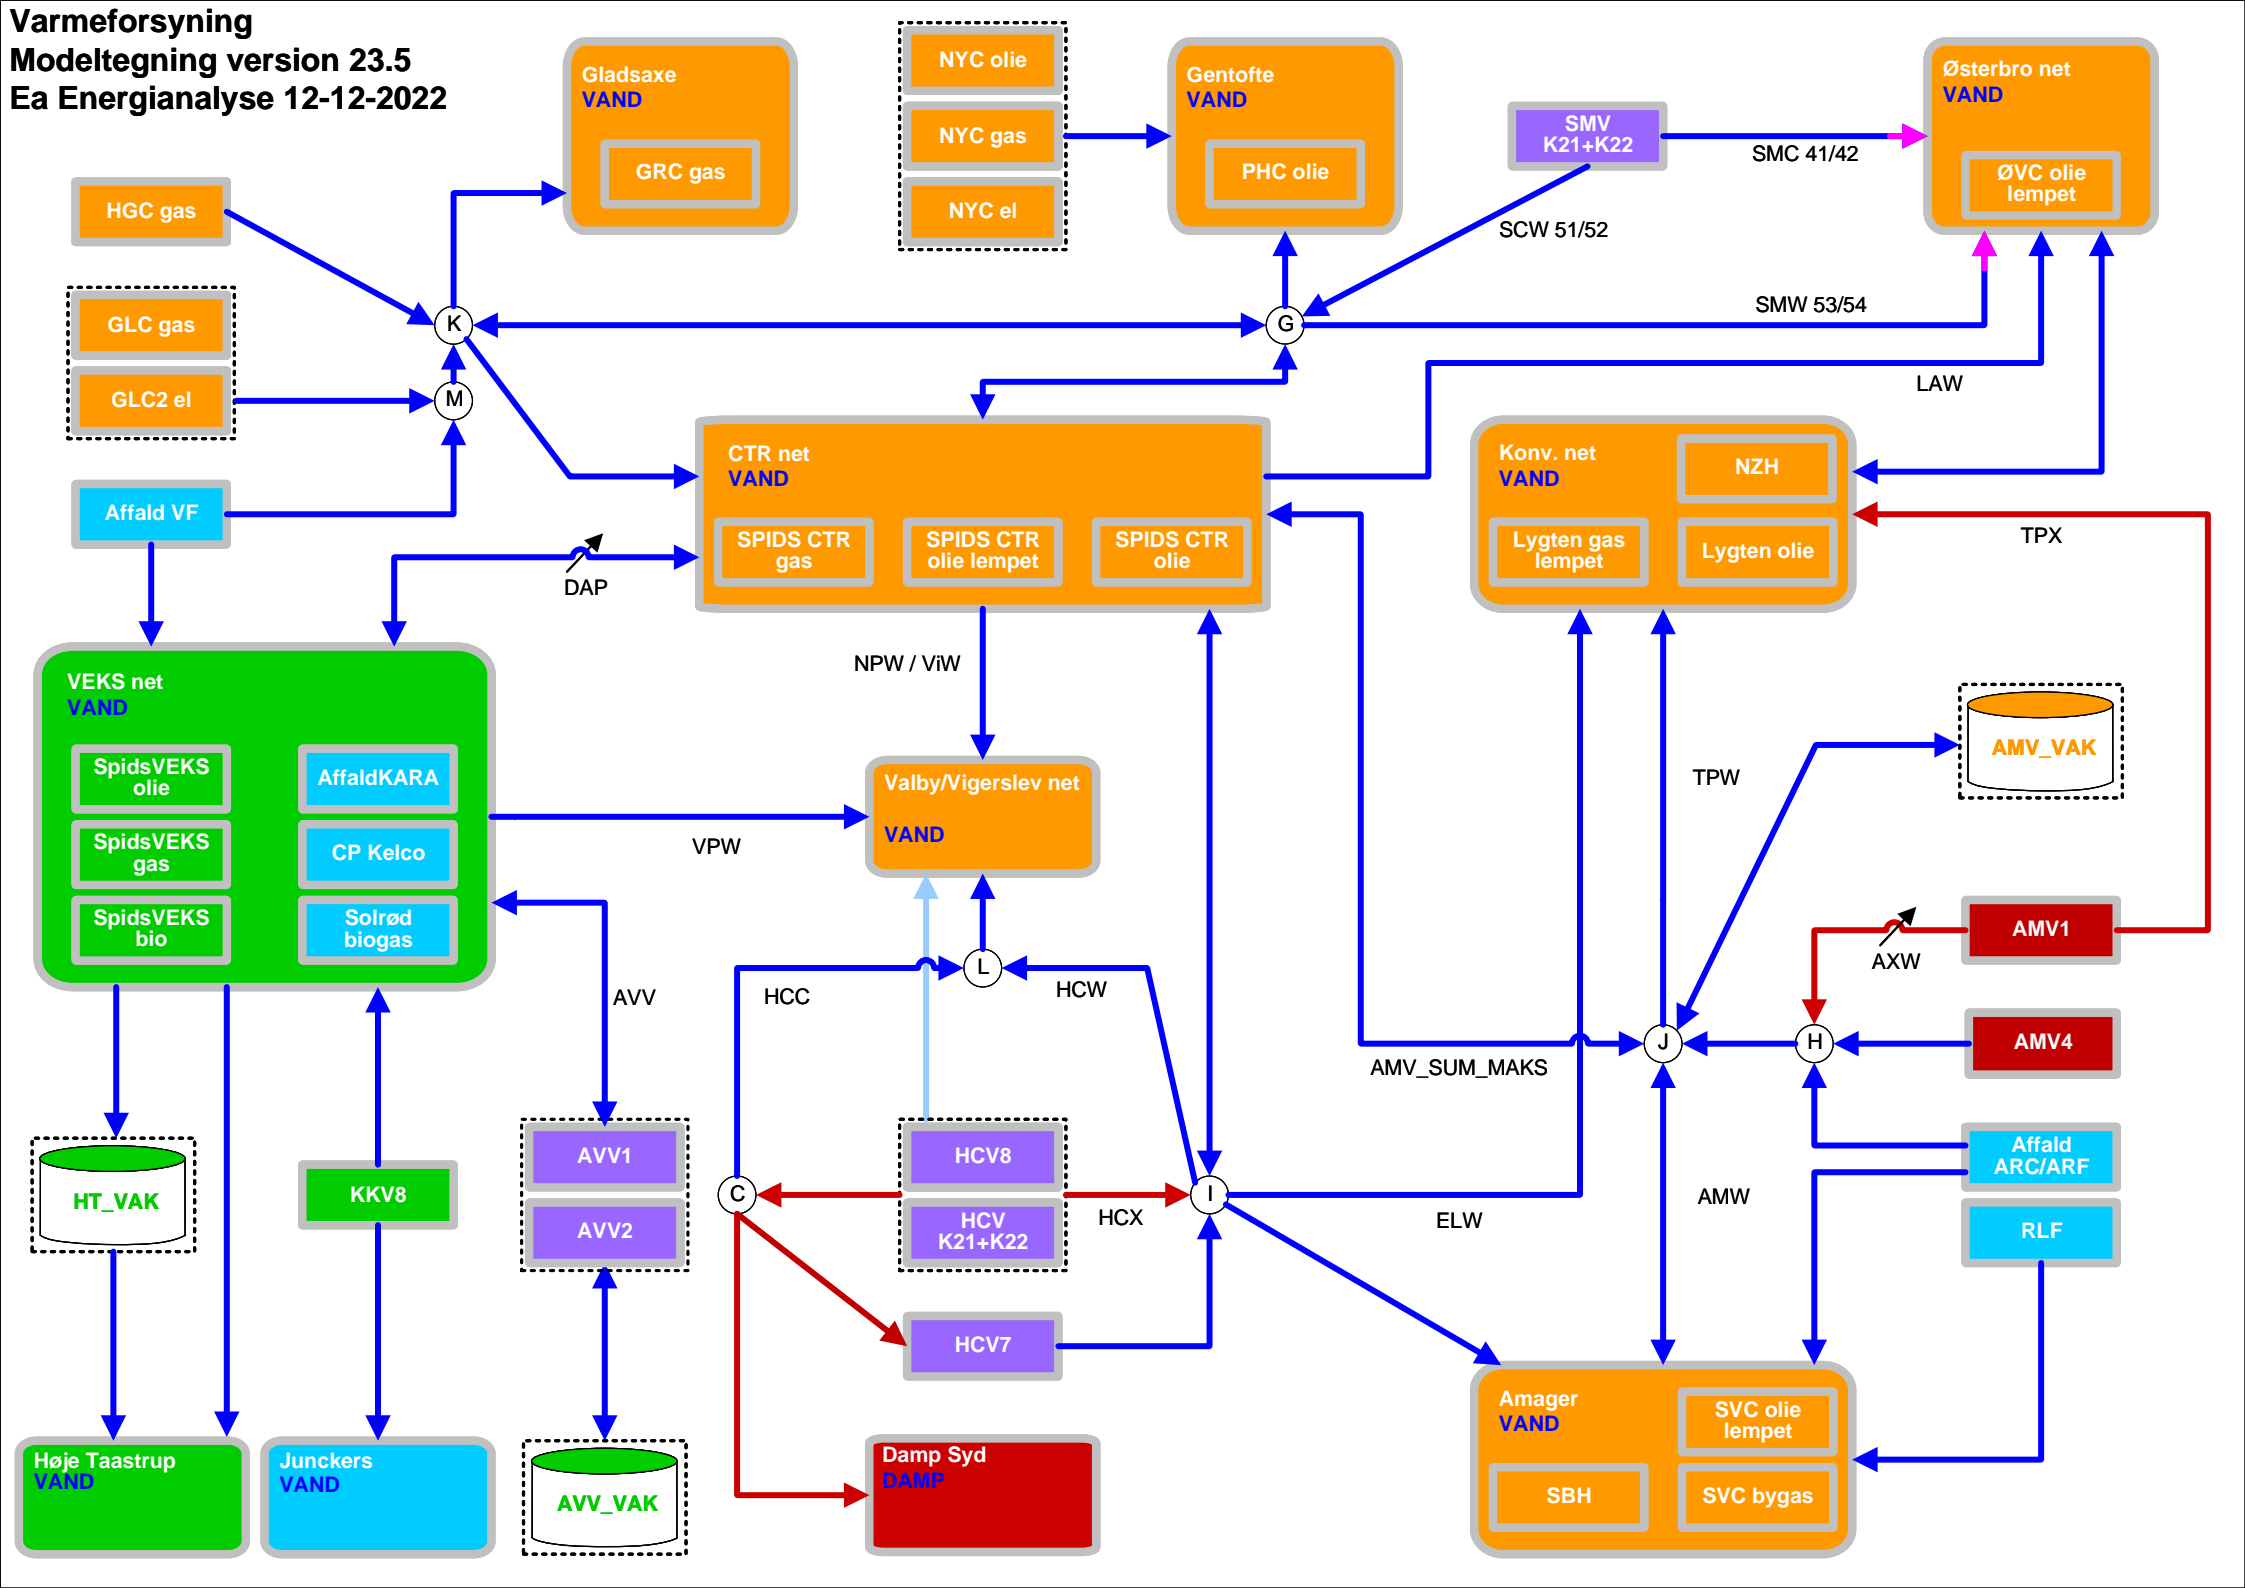 Varmeforsyning
Modeltegning version 23.5
Ea Energianalyse 12-12-2022
Gladsaxe
VAND
GRC gas
NYC olie
NYC gas
NYC el
Gentofte
VAND
PHC olie
SMV
K21+K22
SMC 41/42
SCW 51/52
Østerbro net
VAND
ØVC olie
lempet
HGC gas
GLC gas
GLC2 el
K
M
G
SMW 53/54
LAW
Affald VF
CTR net
VAND
SPIDS CTR
gas
SPIDS CTR
olie lempet
SPIDS CTR
olie
Konv. net
VAND
NZH
Lygten gas
lempet
Lygten olie
TPX
DAP
NPW / ViW
VEKS net
VAND
SpidsVEKS
olie
AffaldKARA
SpidsVEKS
gas
CP Kelco
SpidsVEKS
bio
Solrød
biogas
VPW
Valby/Vigerslev net
VAND
TPW
AMV_VAK
AVV
HCC
L
HCW
AMV1
AXW
J
H
AMV4
AMV_SUM_MAKS
HT_VAK
KKV8
AVV1
AVV2
C
HCV8
HCV
K21+K22
HCX
I
ELW
AMW
Affald
ARC/ARF
RLF
HCV7
Høje Taastrup
VAND
Junckers
VAND
AVV_VAK
Damp Syd
DAMP
Amager
VAND
SVC olie
lempet
SBH
SVC bygas